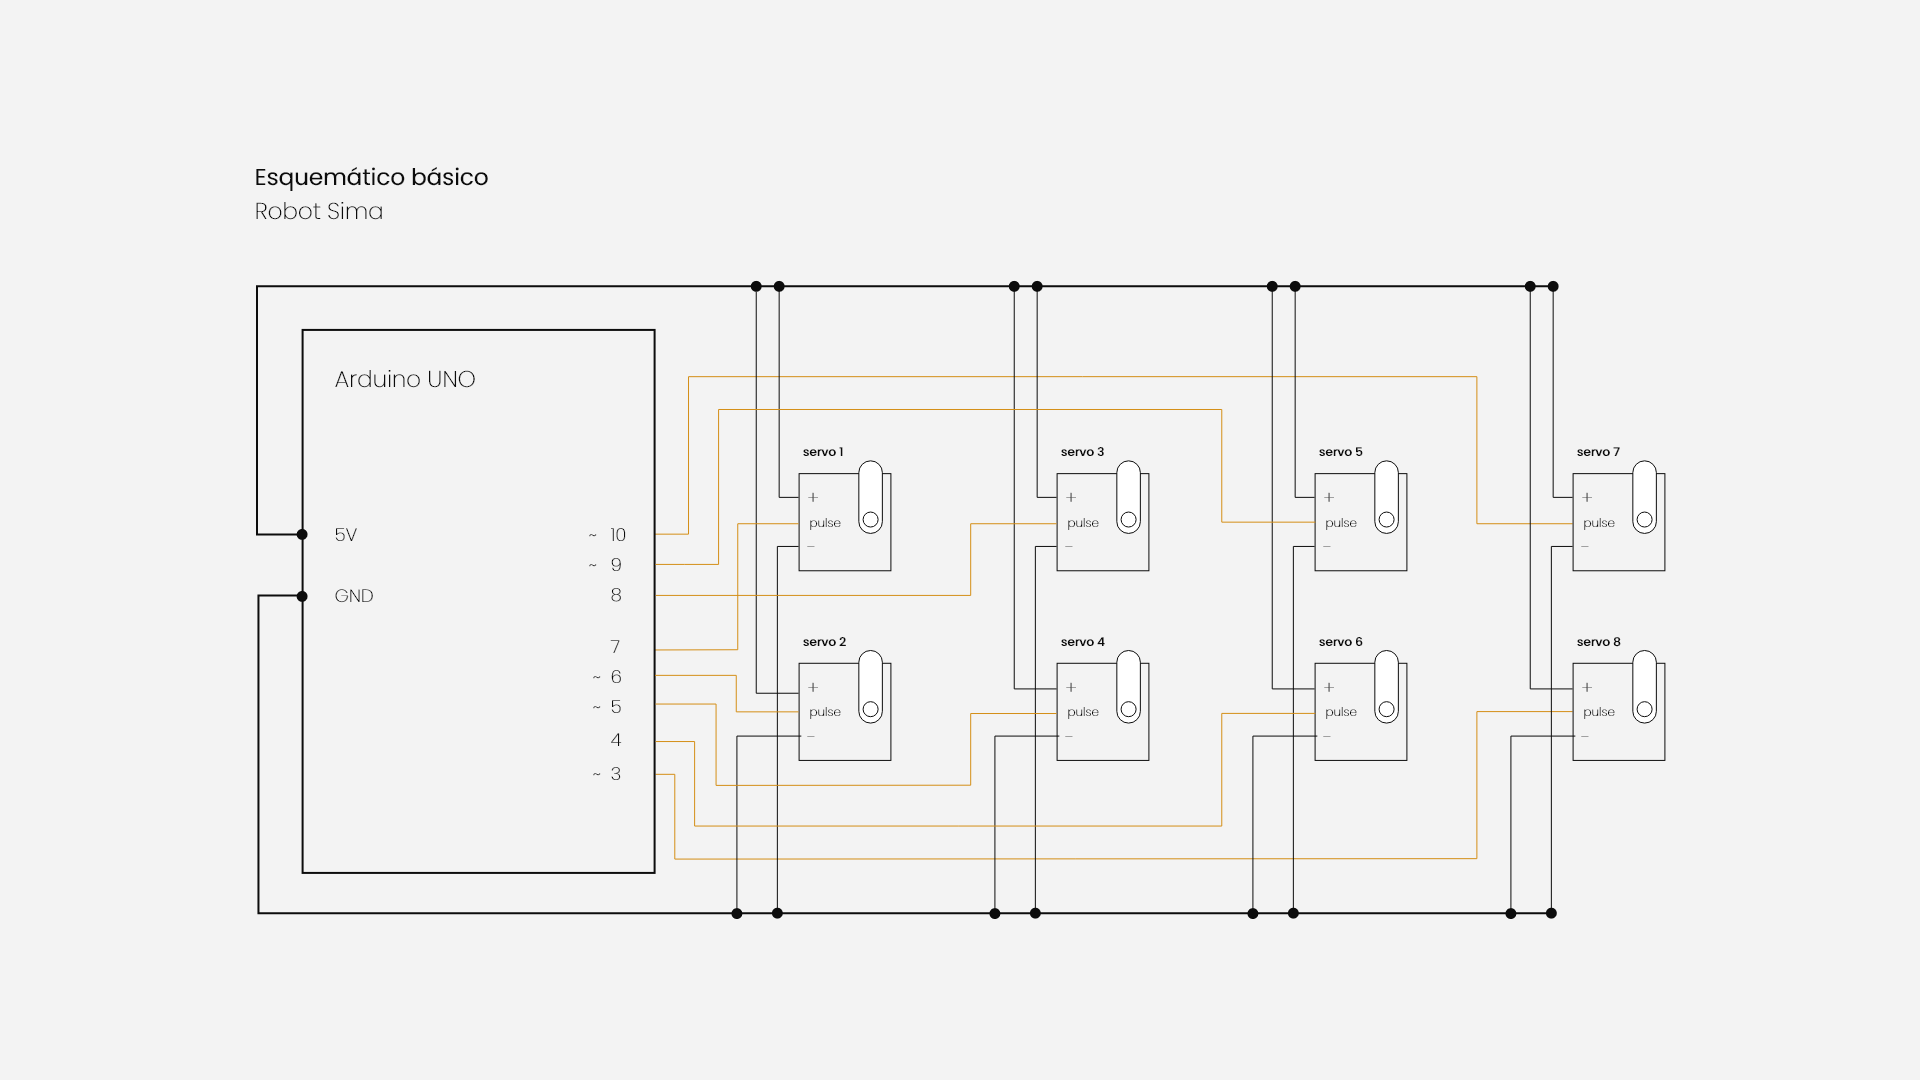 Esquemático básico
Robot Sima
Arduino UNO
5V
GND
~ 10
~ 9
8
7
~ 6
~ 5
4
~ 3
servo 1
+
pulse
–
servo 3
+
pulse
–
servo 5
+
pulse
–
servo 7
+
pulse
–
servo 2
+
pulse
–
servo 4
+
pulse
–
servo 6
+
pulse
–
servo 8
+
pulse
–